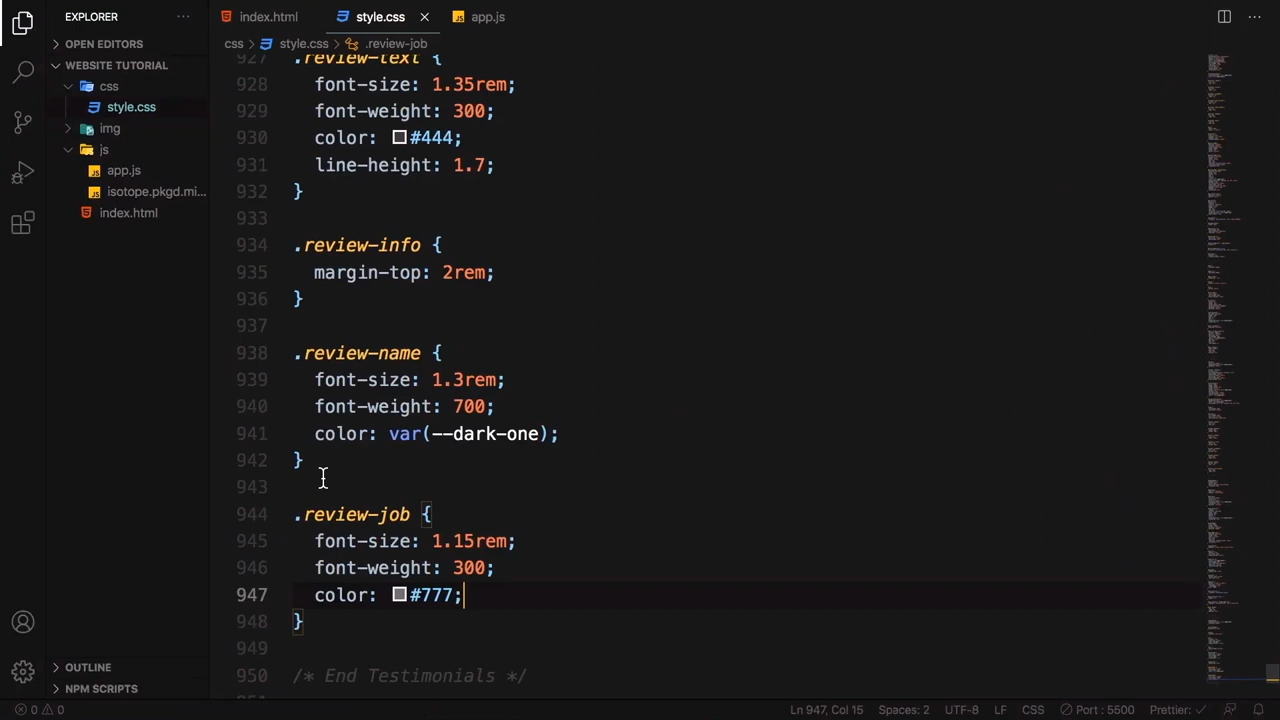 EXPLORER
index.html
style.css
app.js
OPEN EDITORS
css > style.css > .review-job
WEBSITE TUTORIAL
css
style.css
img
js
app.js
isotope.pkgd.mi...
index.html
927 .review-text {
928 font-size: 1.35rem;
929 font-weight: 300;
930 color: #444;
931 line-height: 1.7;
932 }
933
934 .review-info {
935 margin-top: 2rem;
936 }
937
938 .review-name {
939 font-size: 1.3rem;
940 font-weight: 700;
941 color: var(--dark-one);
942 }
943
944 .review-job {
945 font-size: 1.15rem;
946 font-weight: 300;
947 color: #777;
948 }
949
950 /* End Testimonials */
OUTLINE
NPM SCRIPTS
0 0
Ln 947, Col 15
Spaces: 2
UTF-8
LF
CSS
Port : 5500
Prettier: ✓